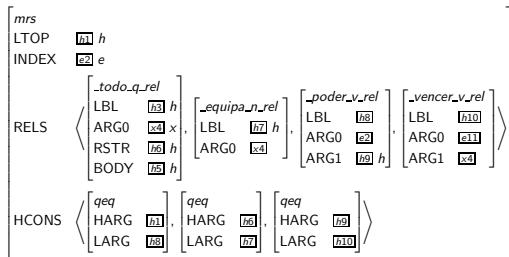 mrs
LTOP h1 h
INDEX e2 e
_todo_q_rel
LBL h3 h
ARG0 x4 x
RSTR h6 h
BODY h5 h
_equipa_n_rel
LBL h7 h
ARG0 x4
_poder_v_rel
LBL h8
ARG0 e2
ARG1 h9 h
_vencer_v_rel
LBL h10
ARG0 e11
ARG1 x4
RELS
HCONS
qeq
HARG h1
LARG h8
qeq
HARG h6
LARG h7
qeq
HARG h9
LARG h10